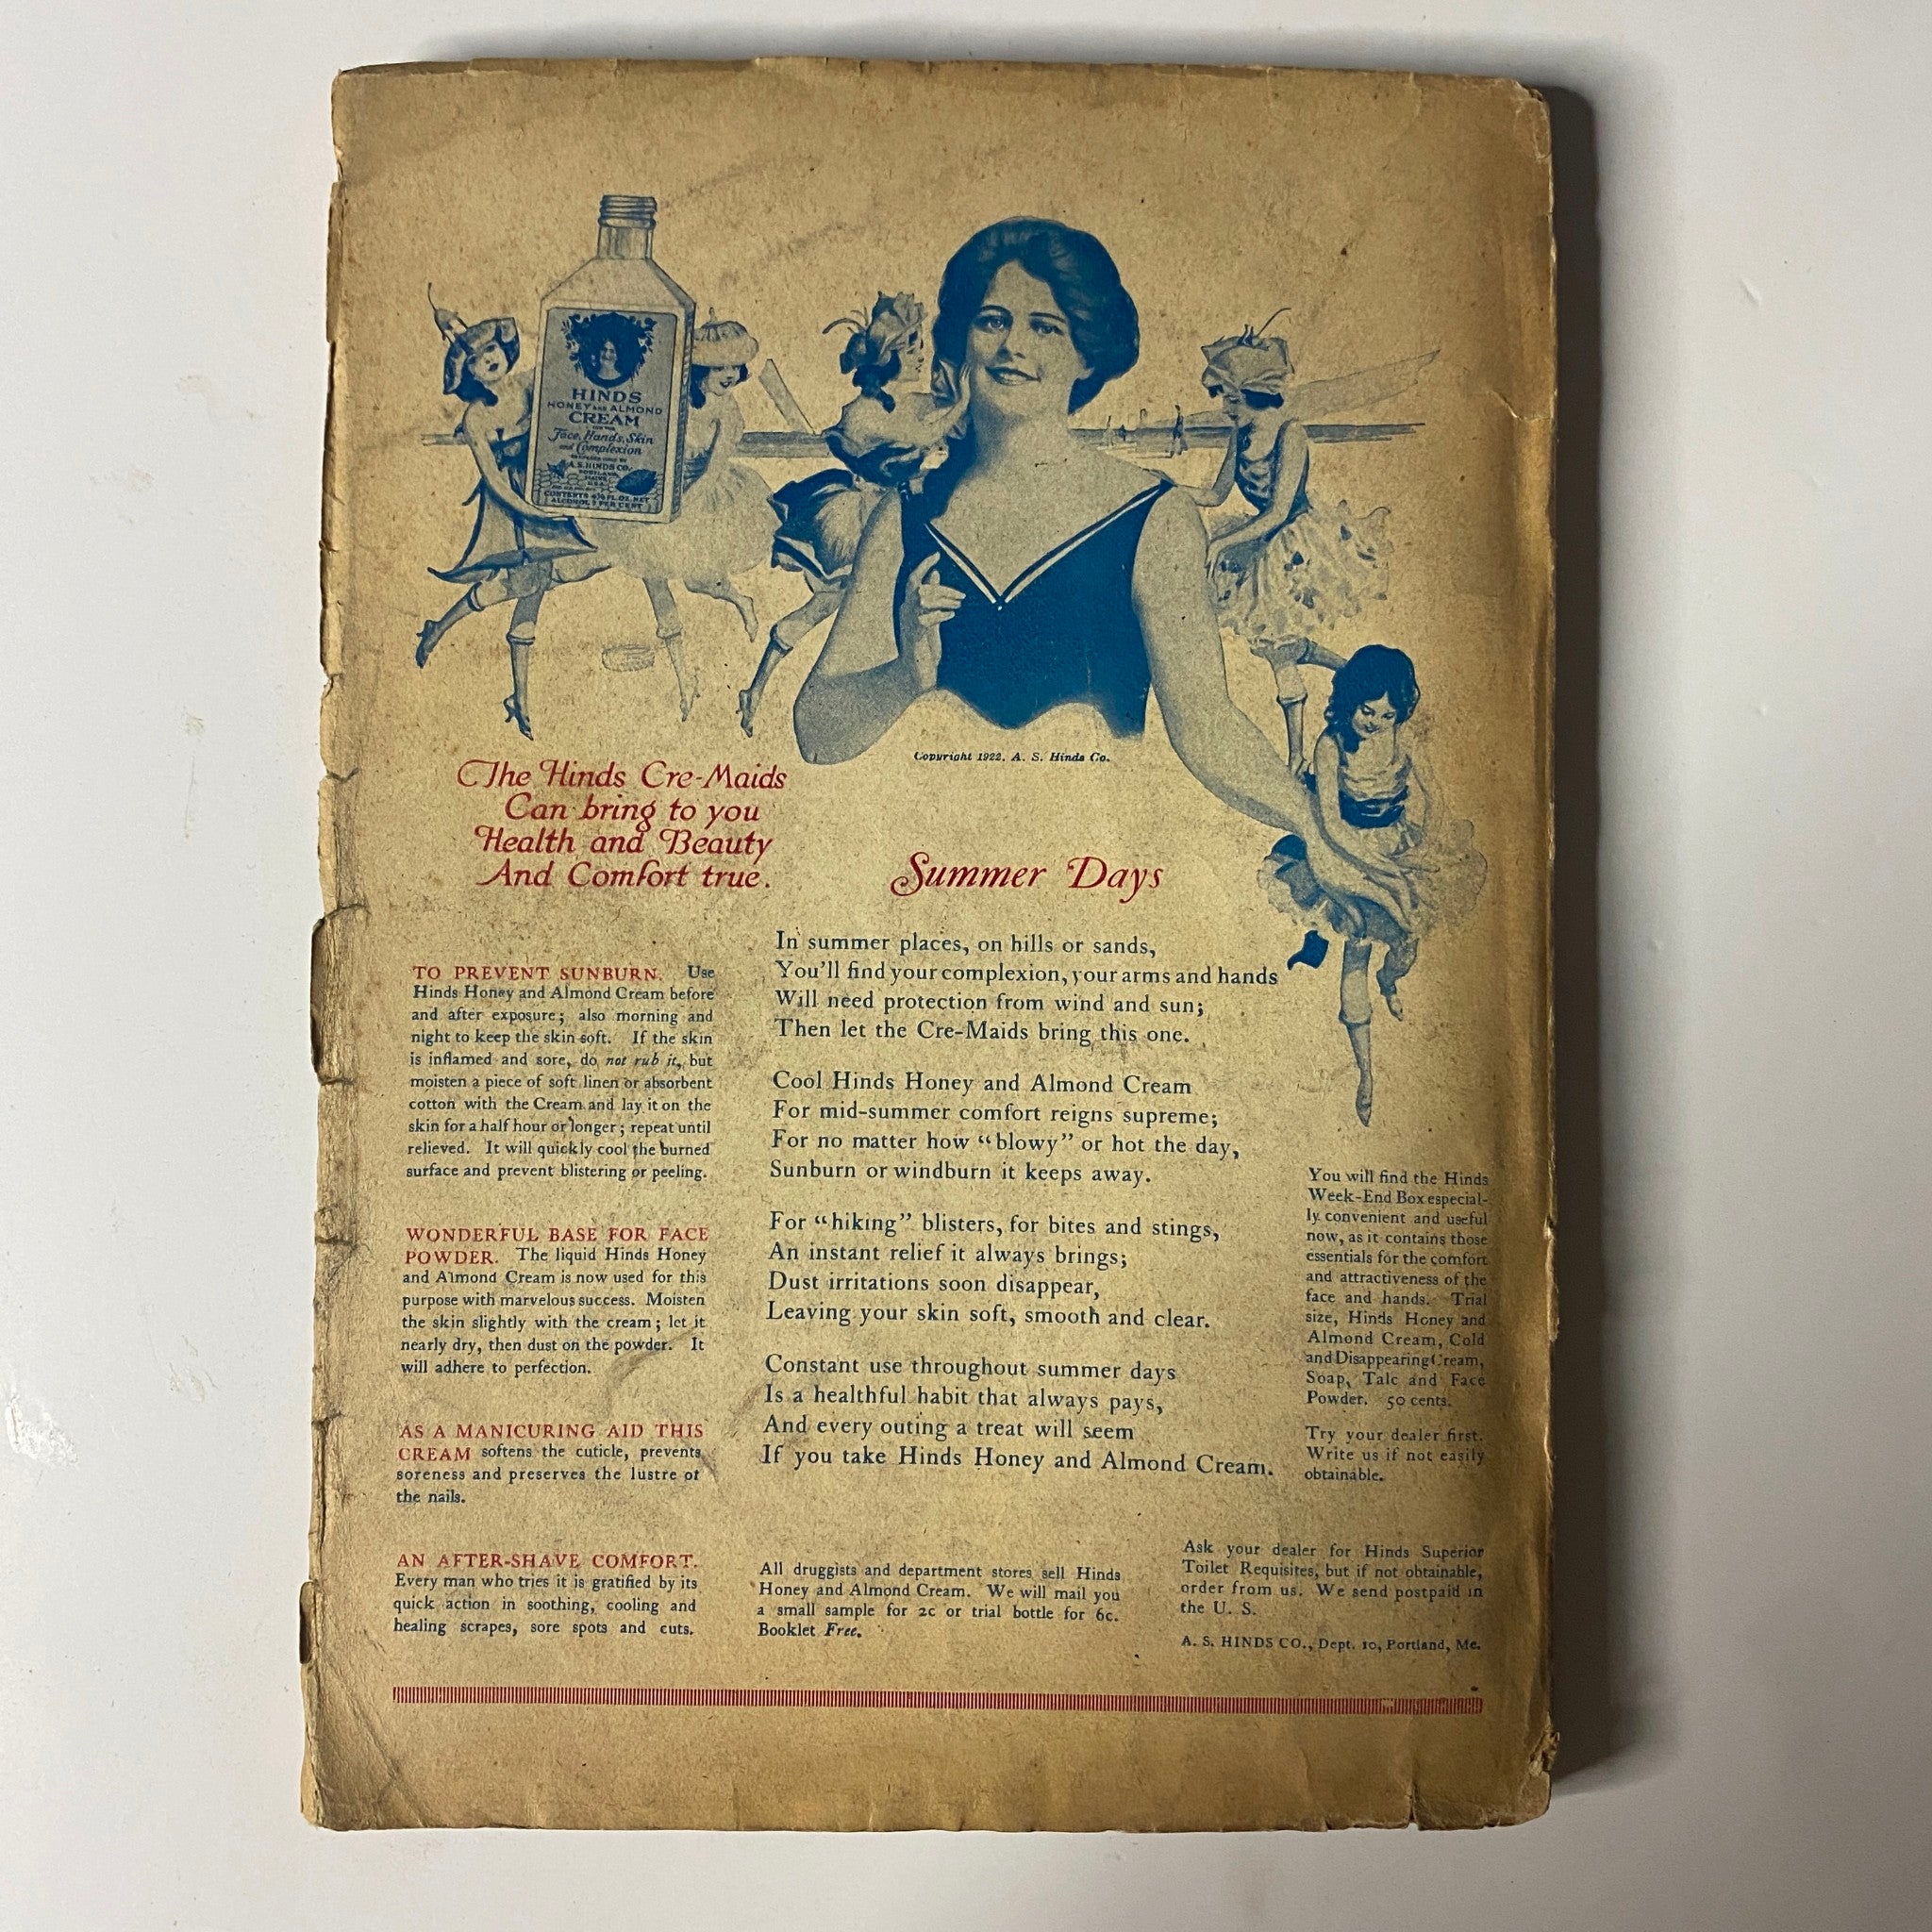 HINDS
HONEY AND ALMOND
CREAM
Face, Hands, Skin
and Complexion
A. S. HINDS CO.
PORTLAND,
MAINE
U.S.A.
CONTENTS FL. OZ. NET
ALCOHOL 7 PER CENT
Copyright 1922, A. S. Hinds Co.
The Hinds Cre-Maids
Can bring to you
Health and Beauty
And Comfort true.
TO PREVENT SUNBURN. Use
Hinds Honey and Almond Cream before
and after exposure; also morning and
night to keep the skin soft. If the skin
is inflamed and sore, do not rub it, but
moisten a piece of soft linen or absorbent
cotton with the Cream and lay it on the
skin for a half hour or longer; repeat until
relieved. It will quickly cool the burned
surface and prevent blistering or peeling.
WONDERFUL BASE FOR FACE
POWDER. The liquid Hinds Honey
and Almond Cream is now used for this
purpose with marvelous success. Moisten
the skin slightly with the cream; let it
nearly dry, then dust on the powder. It
will adhere to perfection.
AS A MANICURING AID THIS
CREAM softens the cuticle, prevents
soreness and preserves the lustre of
the nails.
AN AFTER-SHAVE COMFORT.
Every man who tries it is gratified by its
quick action in soothing, cooling and
healing scrapes, sore spots and cuts.
Summer Days
In summer places, on hills or sands,
You'll find your complexion, your arms and hands
Will need protection from wind and sun;
Then let the Cre-Maids bring this one.
Cool Hinds Honey and Almond Cream
For mid-summer comfort reigns supreme;
For no matter how "blowy" or hot the day,
Sunburn or windburn it keeps away.
For "hiking" blisters, for bites and stings,
An instant relief it always brings;
Dust irritations soon disappear,
Leaving your skin soft, smooth and clear.
Constant use throughout summer days
Is a healthful habit that always pays,
And every outing a treat will seem
If you take Hinds Honey and Almond Cream.
All druggists and department stores sell Hinds
Honey and Almond Cream. We will mail you
a small sample for 2c or trial bottle for 6c.
Booklet Free.
You will find the Hinds
Week-End Box especial-
ly convenient and useful
now, as it contains those
essentials for the comfort
and attractiveness of the
face and hands. Trial
size, Hinds Honey and
Almond Cream, Cold
and Disappearing Cream,
Soap, Talc and Face
Powder. 50 cents.
Try your dealer first.
Write us if not easily
obtainable.
Ask your dealer for Hinds Superior
Toilet Requisites, but if not obtainable,
order from us. We send postpaid in
the U. S.
A. S. HINDS CO., Dept. 10, Portland, Me.